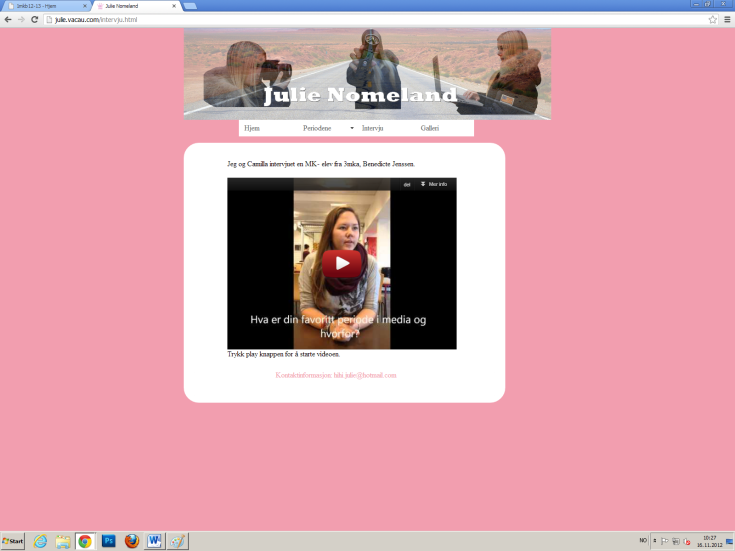 1mkb 12-13 - Hjem
Julie Nomeland
julie.vacau.com/intervju.html
Julie Nomeland
Hjem Periodene Intervju Galleri
Jeg og Camilla intervjuet en MK- elev fra 3mka, Benedicte Jenssen.
del Mer info
Hva er din favoritt periode i media og
hvorfor?
Trykk play knappen for å starte videoen.
Kontaktinformasjon: hihi.julie@hotmail.com
Start
NO
10:27
16.11.2012